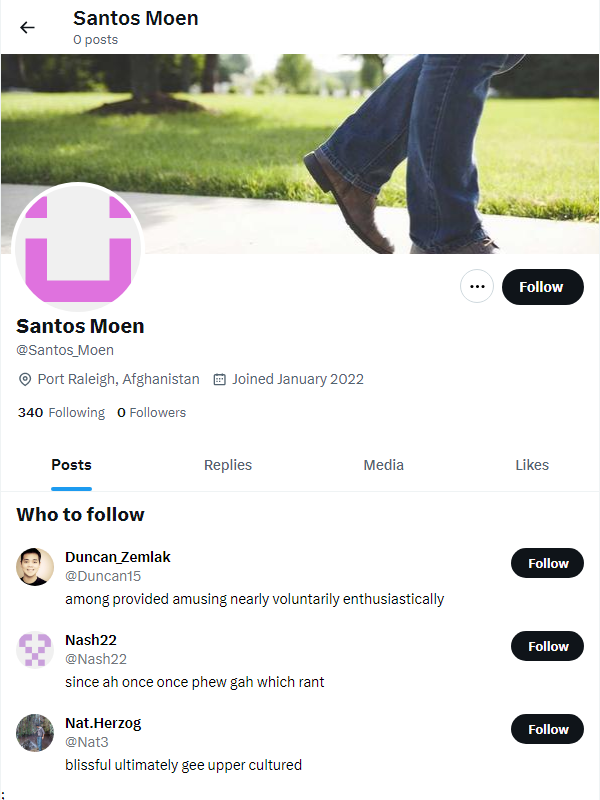 Santos Moen
0 posts
Follow
Santos Moen
@Santos_Moen
Port Raleigh, Afghanistan Joined January 2022
340 Following 0 Followers
Posts Replies Media Likes
Who to follow
Duncan_Zemlak
@Duncan15
Follow
among provided amusing nearly voluntarily enthusiastically
Nash22
@Nash22
Follow
since ah once once phew gah which rant
Nat.Herzog
@Nat3
Follow
blissful ultimately gee upper cultured
;